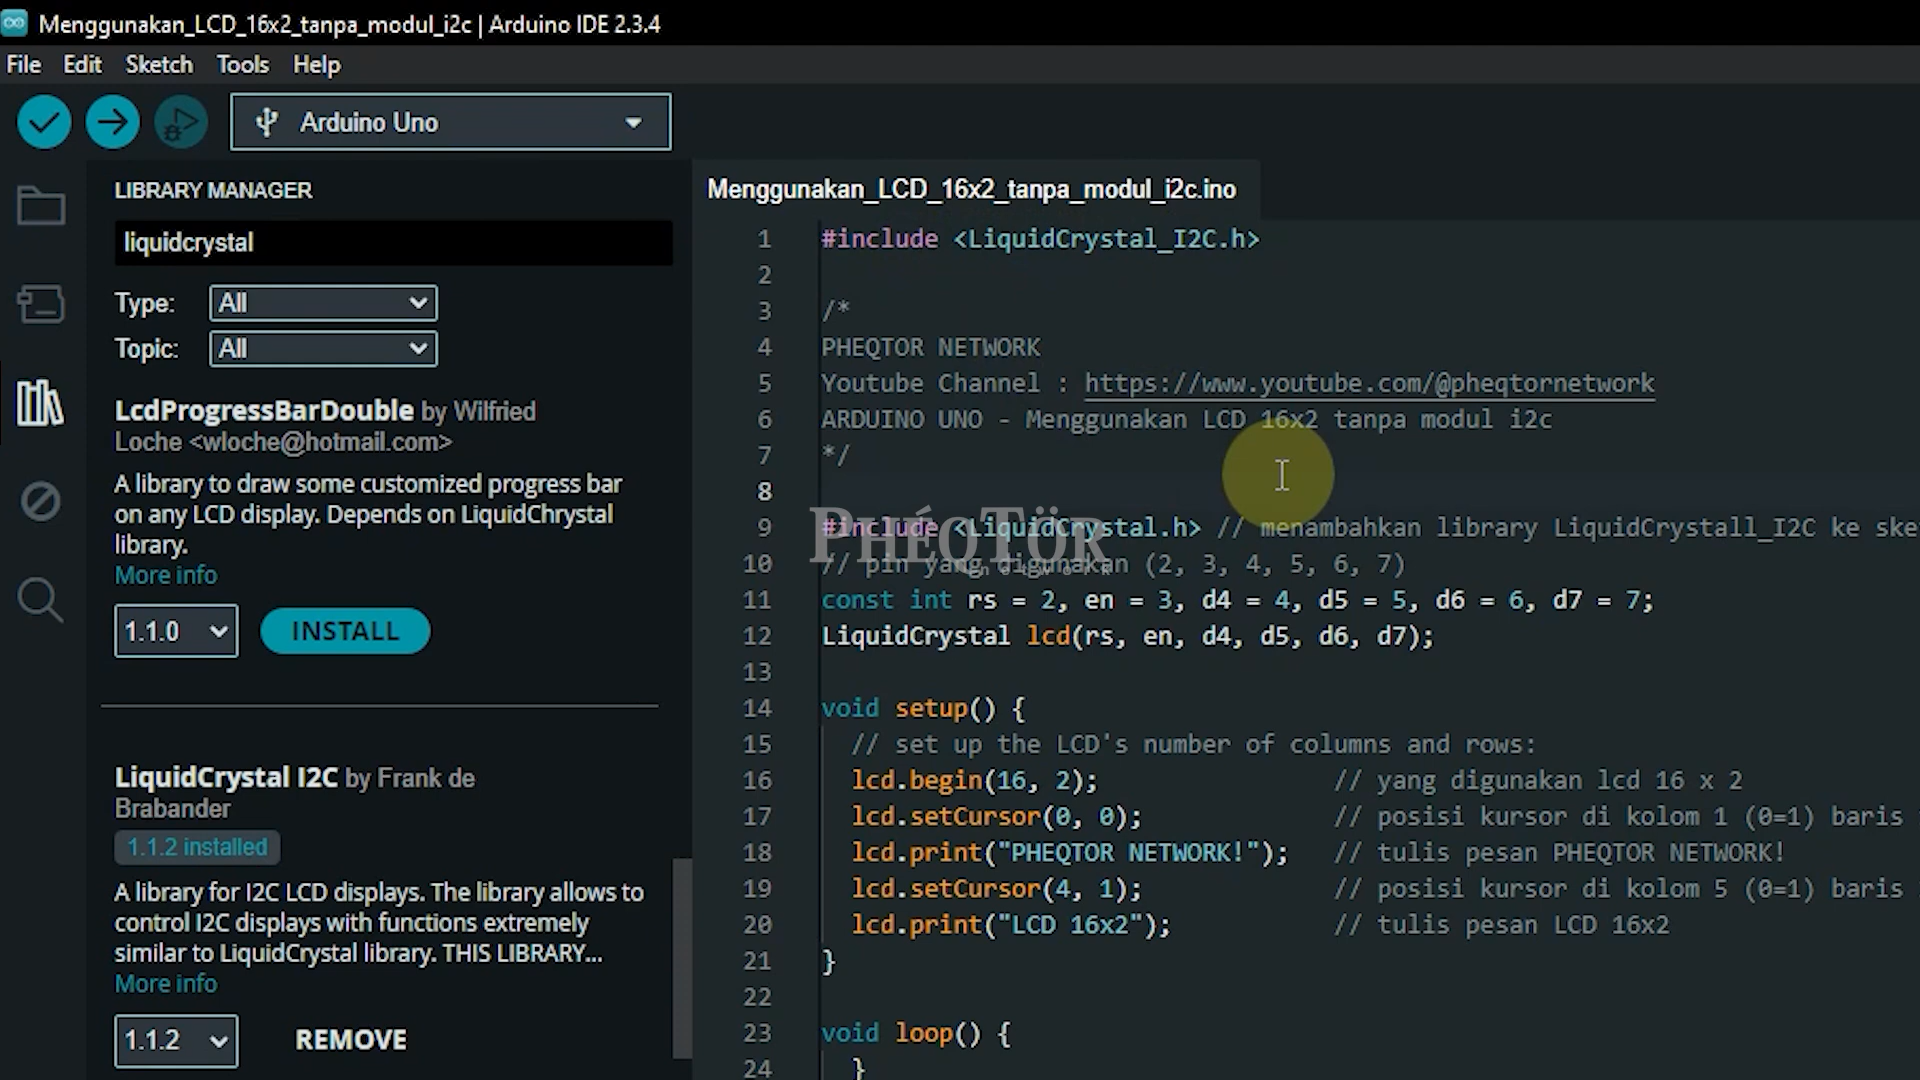 Menggunakan_LCD_16x2_tanpa_modul_i2c | Arduino IDE 2.3.4
File Edit Sketch Tools Help
Arduino Uno
LIBRARY MANAGER
liquidcrystal
Type: All
Topic: All
LcdProgressBarDouble by Wilfried
Loche <wloche@hotmail.com>
A library to draw some customized progress bar
on any LCD display. Depends on LiquidChrystal
library.
More info
1.1.0 INSTALL
LiquidCrystal I2C by Frank de
Brabander
1.1.2 installed
A library for I2C LCD displays. The library allows to
control I2C displays with functions extremely
similar to LiquidCrystal library. THIS LIBRARY...
More info
1.1.2 REMOVE
Menggunakan_LCD_16x2_tanpa_modul_i2c.ino
1 #include <LiquidCrystal_I2C.h>
2
3 /*
4 PHEQTOR NETWORK
5 Youtube Channel : https://www.youtube.com/@pheqtornetwork
6 ARDUINO UNO - Menggunakan LCD 16x2 tanpa modul i2c
7 */
8
9 #include <LiquidCrystal.h> // menambahkan library LiquidCrystall_I2C ke ske
10 // pin yang digunakan (2, 3, 4, 5, 6, 7)
11 const int rs = 2, en = 3, d4 = 4, d5 = 5, d6 = 6, d7 = 7;
12 LiquidCrystal lcd(rs, en, d4, d5, d6, d7);
13
14 void setup() {
15 // set up the LCD's number of columns and rows:
16 lcd.begin(16, 2); // yang digunakan lcd 16 x 2
17 lcd.setCursor(0, 0); // posisi kursor di kolom 1 (0=1) baris
18 lcd.print("PHEQTOR NETWORK!"); // tulis pesan PHEQTOR NETWORK!
19 lcd.setCursor(4, 1); // posisi kursor di kolom 5 (0=1) baris
20 lcd.print("LCD 16x2"); // tulis pesan LCD 16x2
21 }
22
23 void loop() {
24 }
PHÉQTÖR
network